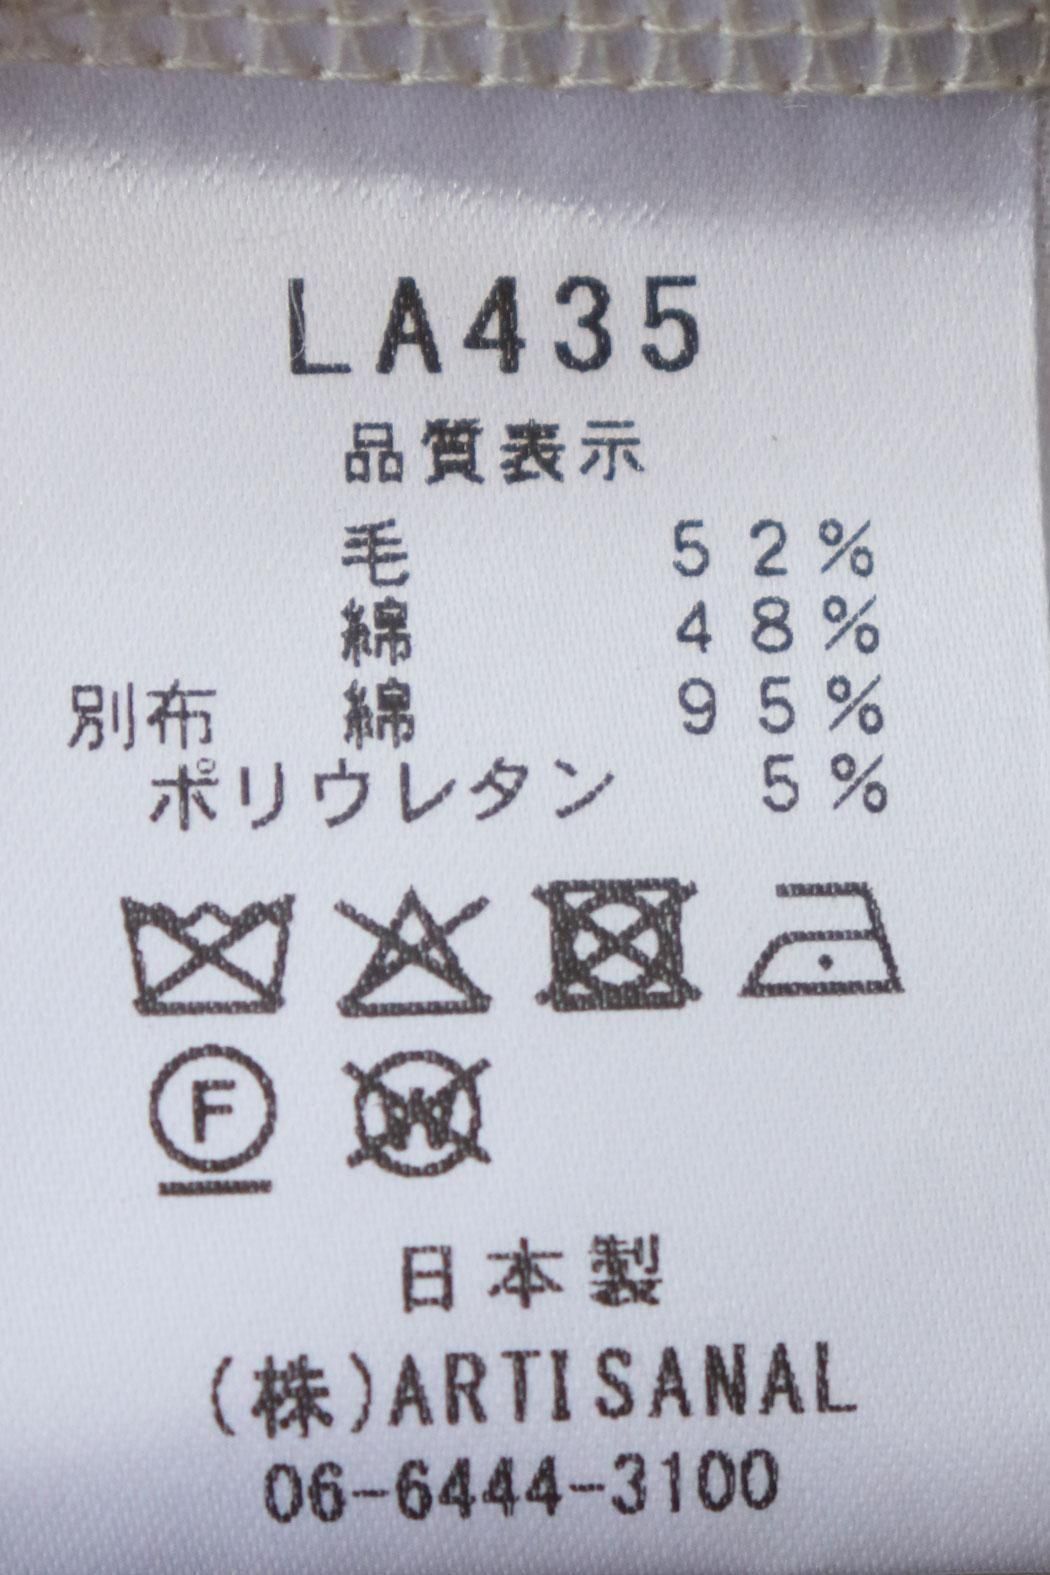 LA435
品質表示
毛 52%
綿 48%
別布 綿 95%
ポリウレタン 5%
F W
日本製
(株)ARTISANAL
06-6444-3100